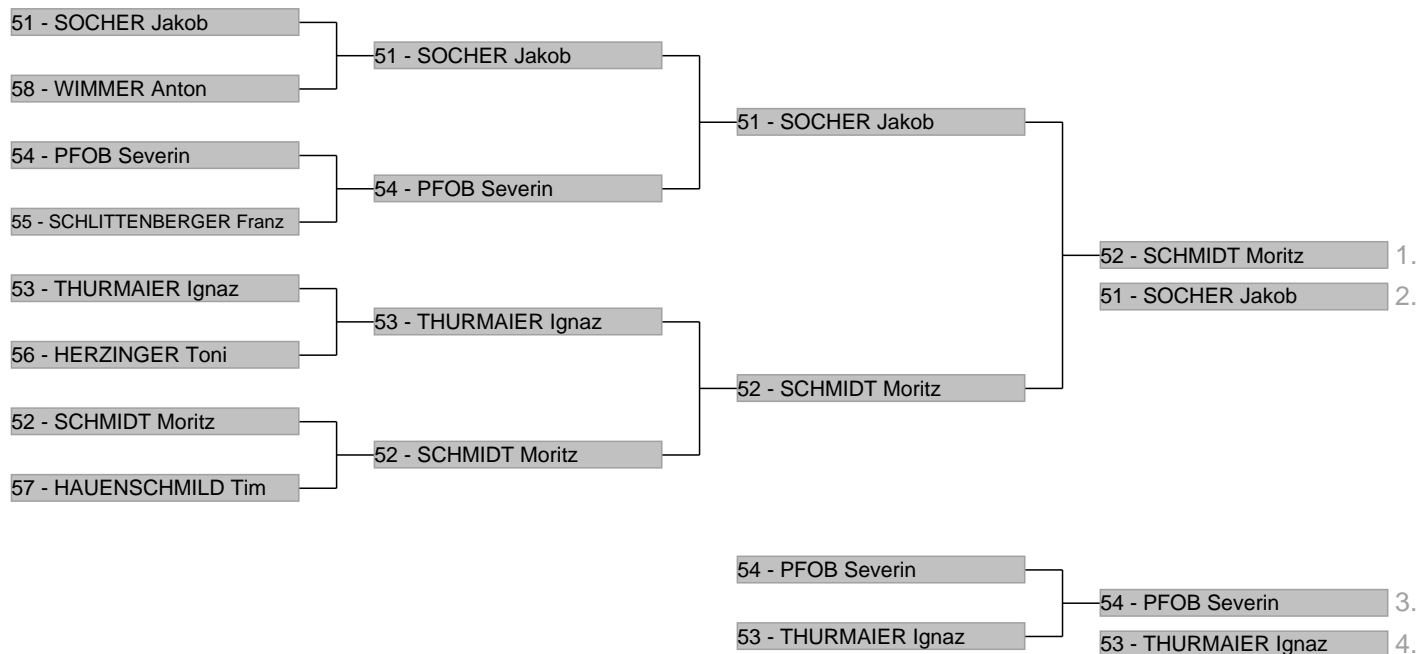 51 - SOCHER Jakob
58 - WIMMER Anton
54 - PFOB Severin
55 - SCHLITTENBERGER Franz
53 - THURMAIER Ignaz
56 - HERZINGER Toni
52 - SCHMIDT Moritz
57 - HAUENSCHMILD Tim
51 - SOCHER Jakob
54 - PFOB Severin
53 - THURMAIER Ignaz
52 - SCHMIDT Moritz
51 - SOCHER Jakob
52 - SCHMIDT Moritz
52 - SCHMIDT Moritz 1.
51 - SOCHER Jakob 2.
54 - PFOB Severin
53 - THURMAIER Ignaz
54 - PFOB Severin 3.
53 - THURMAIER Ignaz 4.